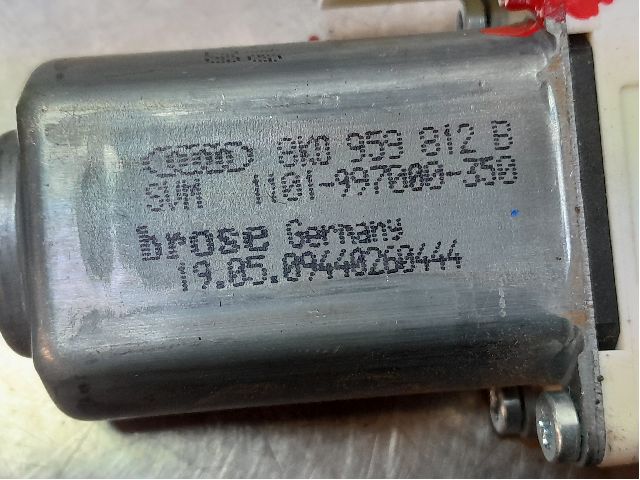 8K0 959 812 B
SVM 1101-997000-350
brose Germany
19.05.09440260444